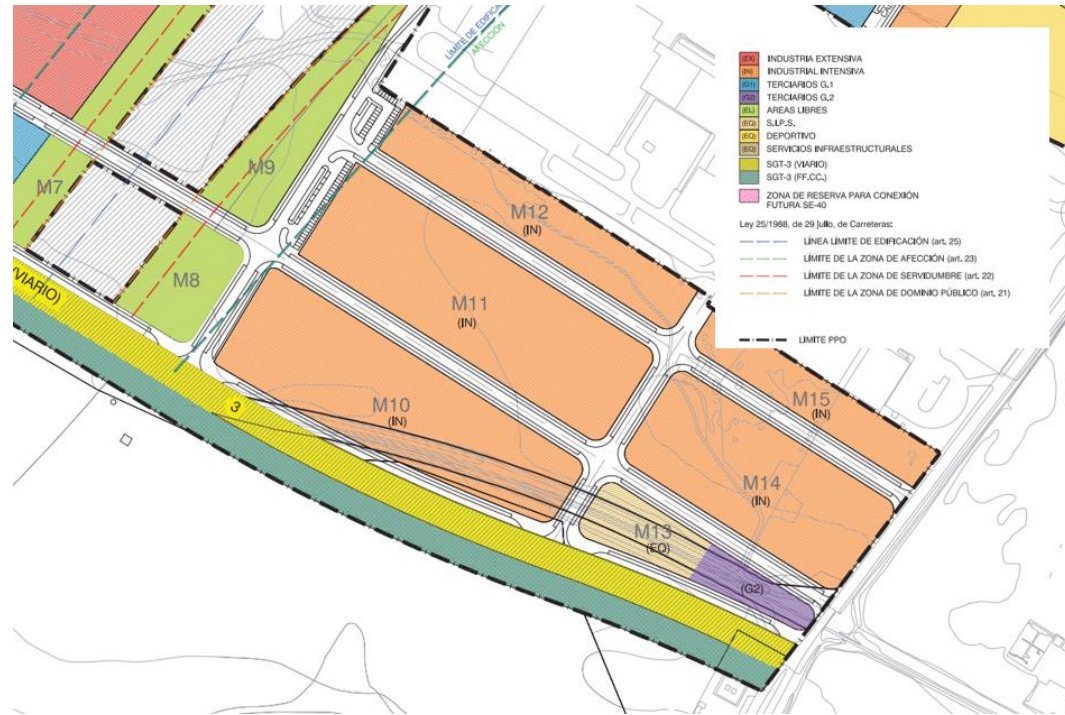 LÍMITE DE EDIFICA
AFECCIÓN
(EX) INDUSTRIA EXTENSIVA
(IN) INDUSTRIAL INTENSIVA
(G1) TERCIARIOS G.1
(G2) TERCIARIOS G.2
(EL) AREAS LIBRES
(EQ) S.I.P.S.
(EQ) DEPORTIVO
(EQ) SERVICIOS INFRAESTRUCTURALES
SGT-3 (VIARIO)
SGT-3 (FF.CC.)
ZONA DE RESERVA PARA CONEXIÓN
FUTURA SE-40
Ley 25/1988, de 29 julio, de Carreteras:
LÍNEA LÍMITE DE EDIFICACIÓN (art. 25)
LÍMITE DE LA ZONA DE AFECCIÓN (art. 23)
LÍMITE DE LA ZONA DE SERVIDUMBRE (art. 22)
LÍMITE DE LA ZONA DE DOMINIO PÚBLICO (art. 21)
LÍMITE PPO
M7
M9
M12
(IN)
M8
M11
(IN)
(VIARIO)
3
M10
(IN)
M15
(IN)
M14
(IN)
M13
(EQ)
(G2)